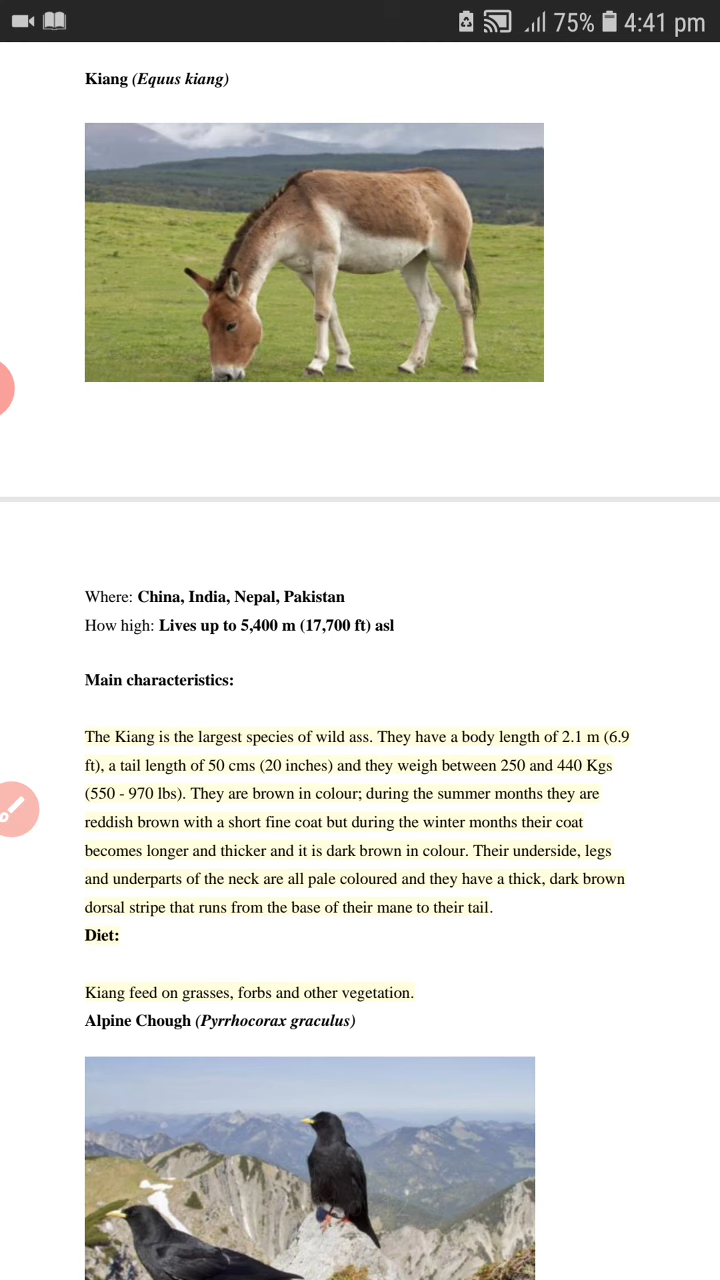 75% 4:41 pm
Kiang (Equus kiang)
Where: China, India, Nepal, Pakistan
How high: Lives up to 5,400 m (17,700 ft) asl
Main characteristics:
The Kiang is the largest species of wild ass. They have a body length of 2.1 m (6.9
ft), a tail length of 50 cms (20 inches) and they weigh between 250 and 440 Kgs
(550 - 970 lbs). They are brown in colour; during the summer months they are
reddish brown with a short fine coat but during the winter months their coat
becomes longer and thicker and it is dark brown in colour. Their underside, legs
and underparts of the neck are all pale coloured and they have a thick, dark brown
dorsal stripe that runs from the base of their mane to their tail.
Diet:
Kiang feed on grasses, forbs and other vegetation.
Alpine Chough (Pyrrhocorax graculus)